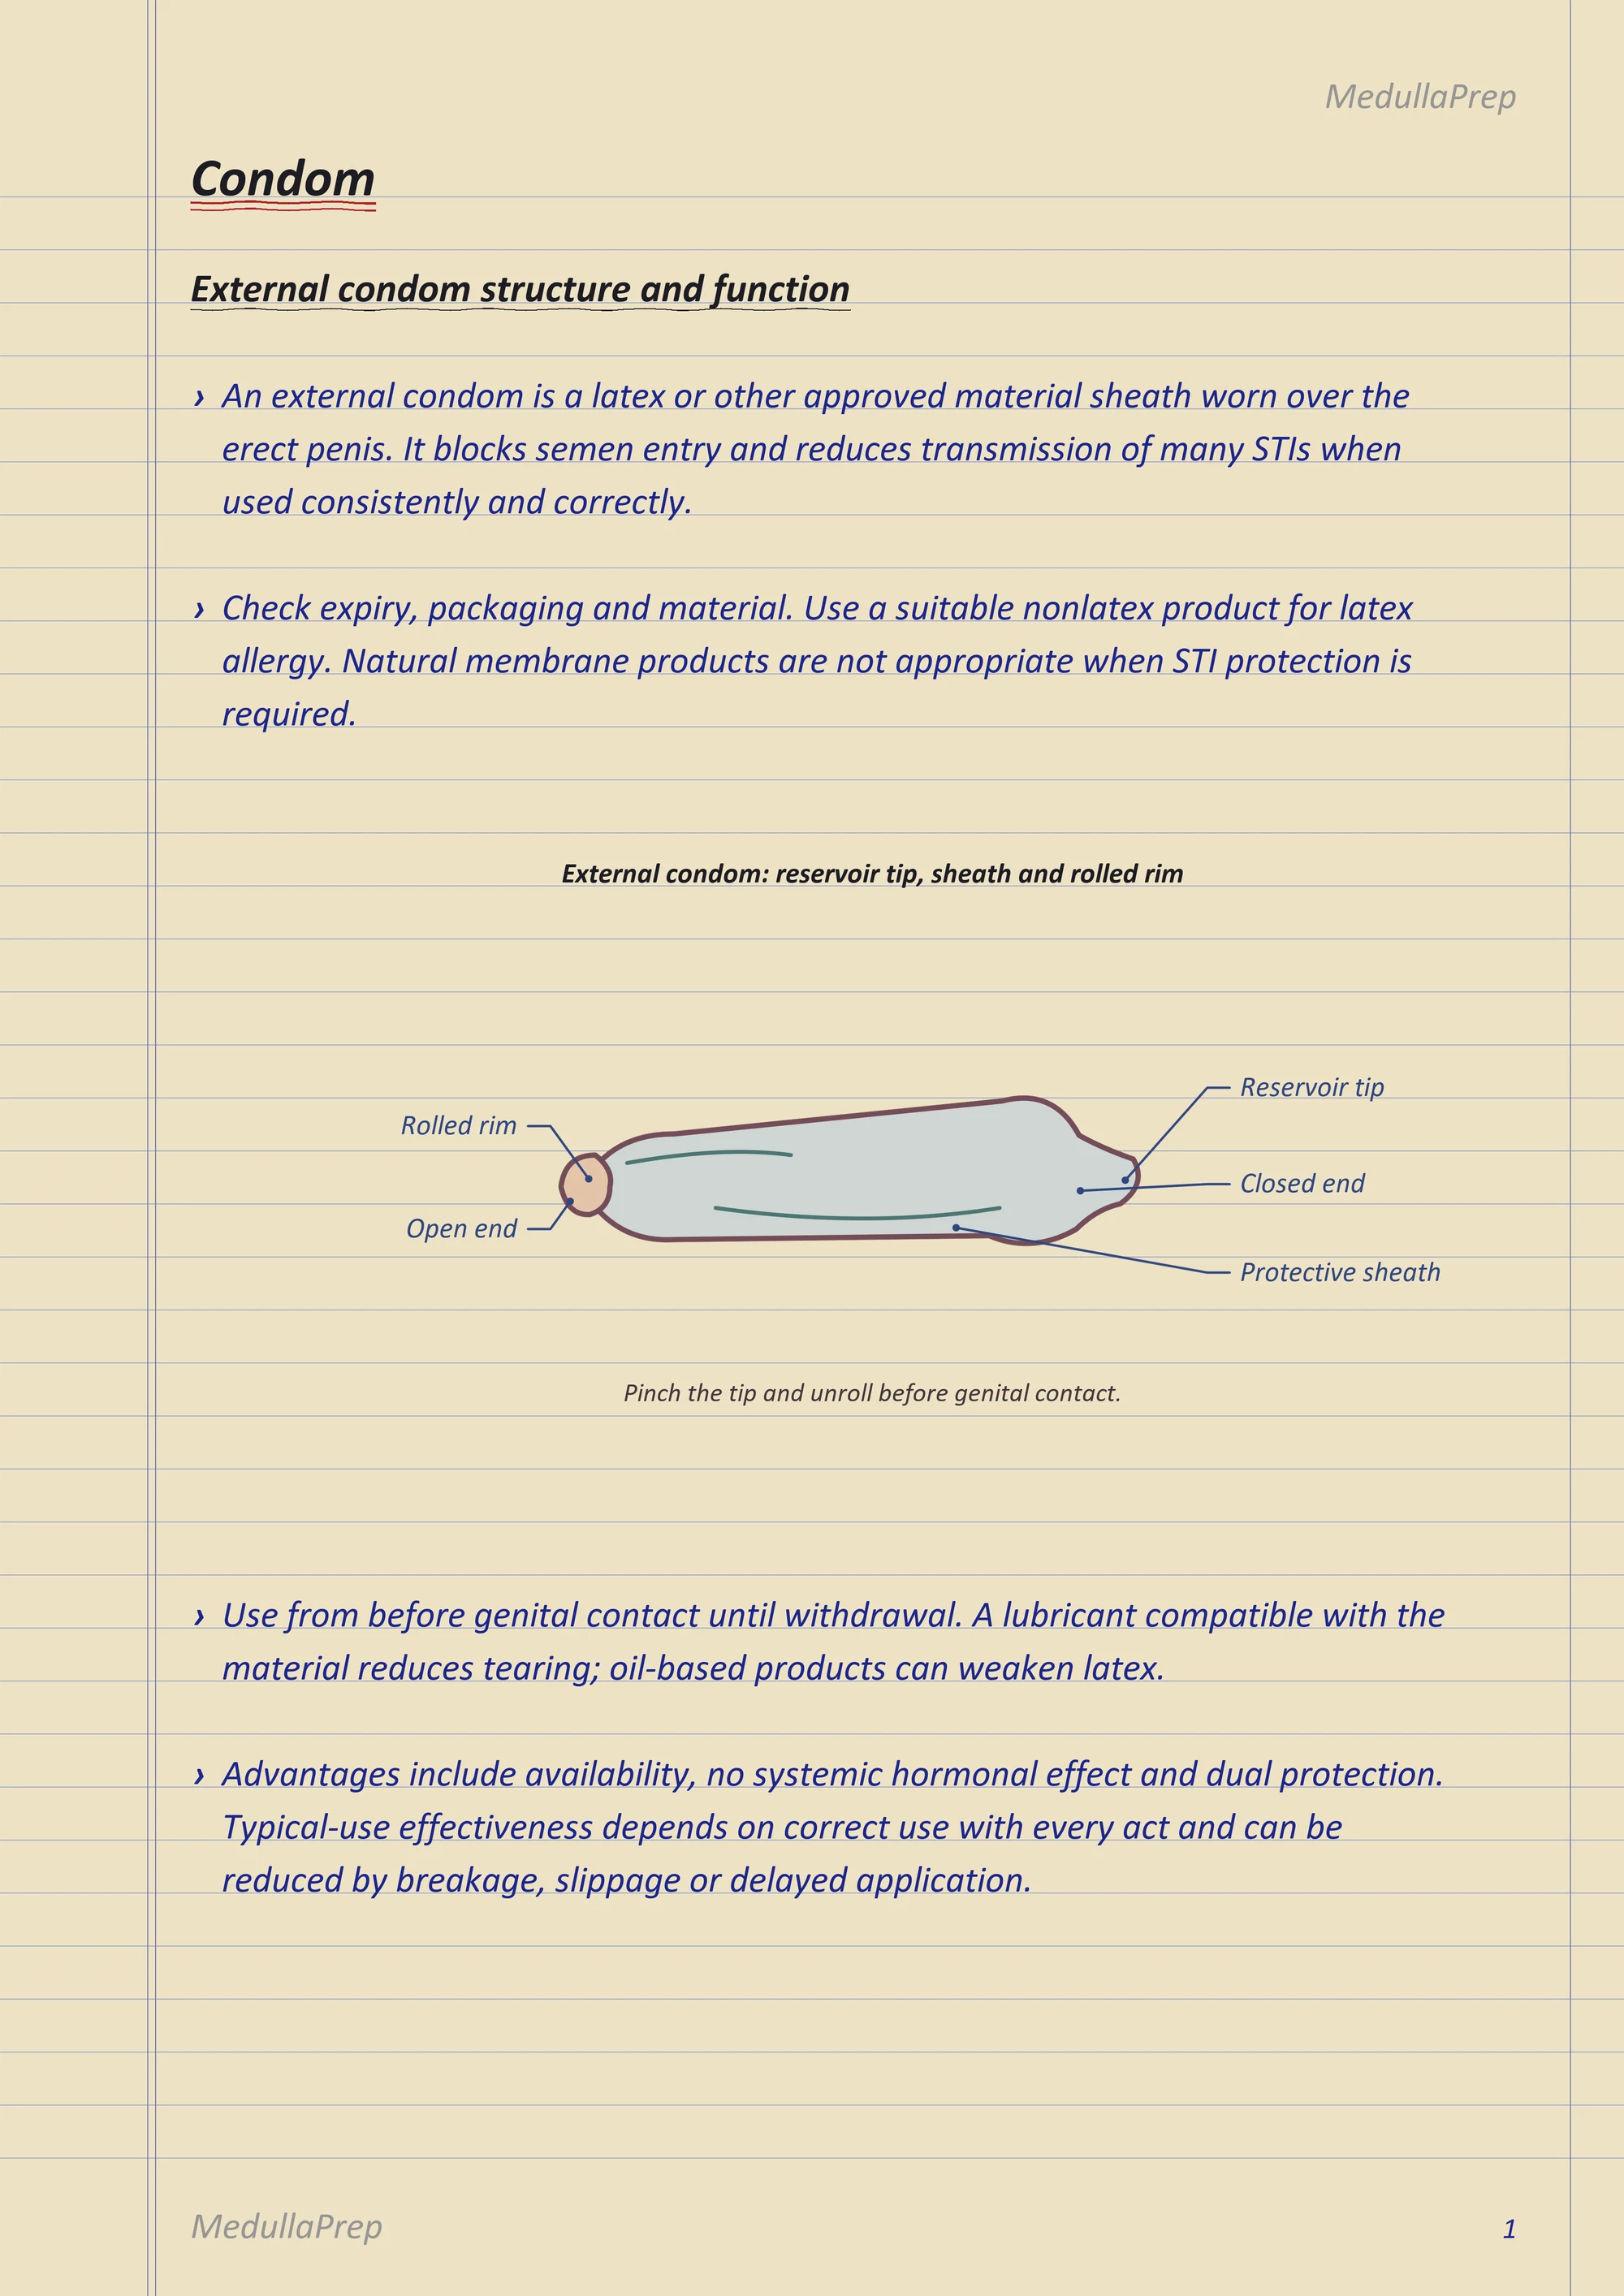 MedullaPrep
Condom
External condom structure and function
› An external condom is a latex or other approved material sheath worn over the
erect penis. It blocks semen entry and reduces transmission of many STIs when
used consistently and correctly.
› Check expiry, packaging and material. Use a suitable nonlatex product for latex
allergy. Natural membrane products are not appropriate when STI protection is
required.
External condom: reservoir tip, sheath and rolled rim
Reservoir tip
Rolled rim
Closed end
Open end
Protective sheath
Pinch the tip and unroll before genital contact.
› Use from before genital contact until withdrawal. A lubricant compatible with the
material reduces tearing; oil-based products can weaken latex.
› Advantages include availability, no systemic hormonal effect and dual protection.
Typical-use effectiveness depends on correct use with every act and can be
reduced by breakage, slippage or delayed application.
MedullaPrep
1